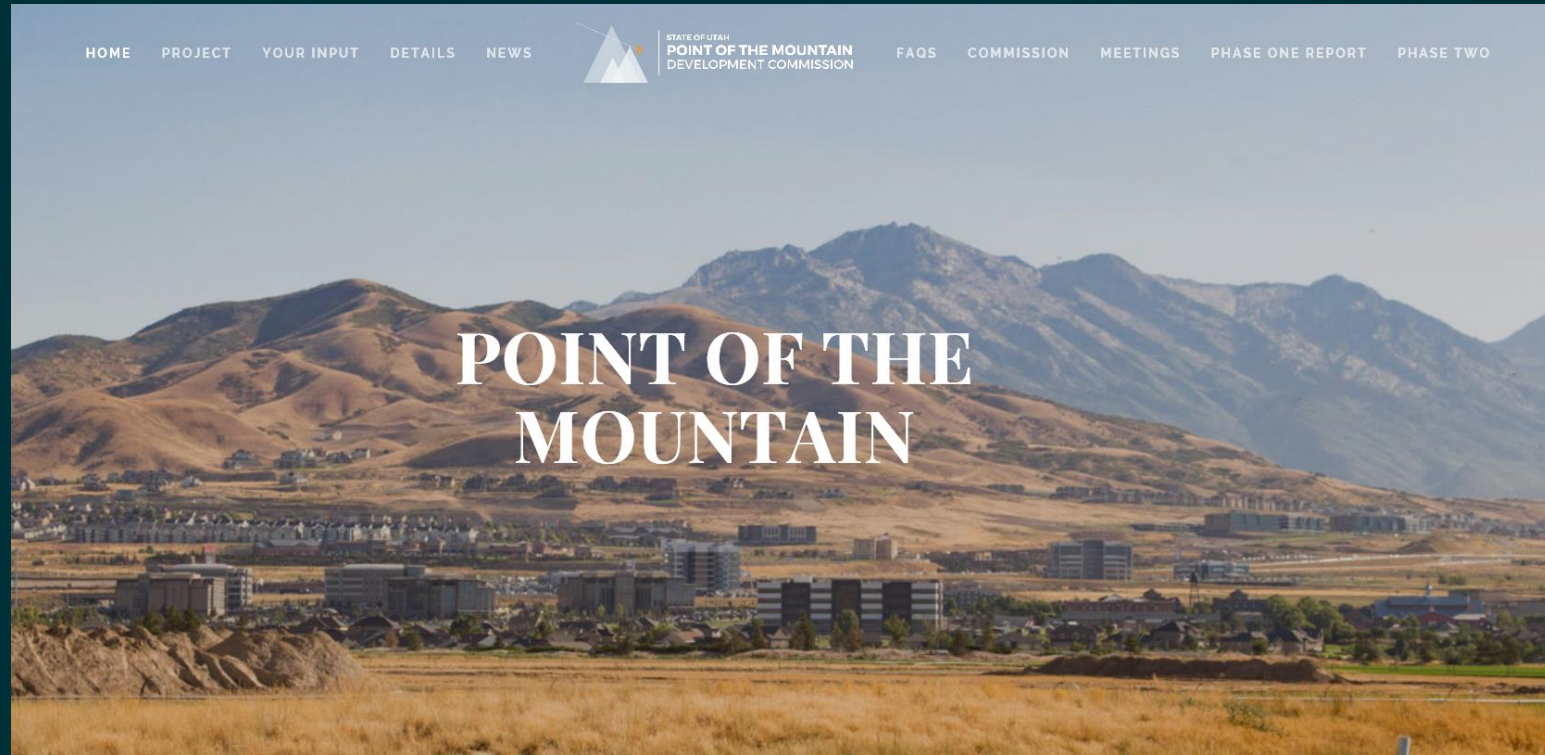 HOME PROJECT YOUR INPUT DETAILS NEWS
STATE OF UTAH
POINT OF THE MOUNTAIN
DEVELOPMENT COMMISSION
FAQS COMMISSION MEETINGS PHASE ONE REPORT PHASE TWO
POINT OF THE
MOUNTAIN